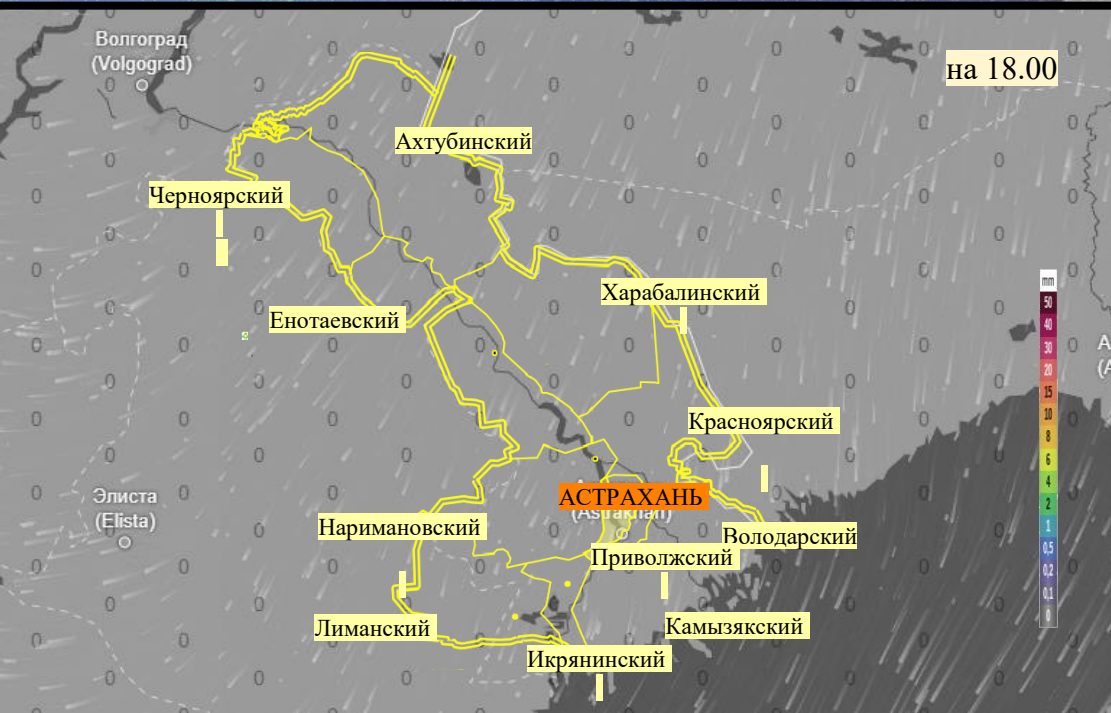 Волгоград
(Volgograd)
на 18.00
Ахтубинский
Черноярский
Харабалинский
Енотаевский
mm
50
40
30
20
15
10
8
6
4
2
1
0,5
0,2
0,1
0
Красноярский
Элиста
(Elista)
АСТРАХАНЬ
(Astrakhan)
Нариманoвский
Володарский
Приволжский
Лиманский
Камызякский
Икрянинский